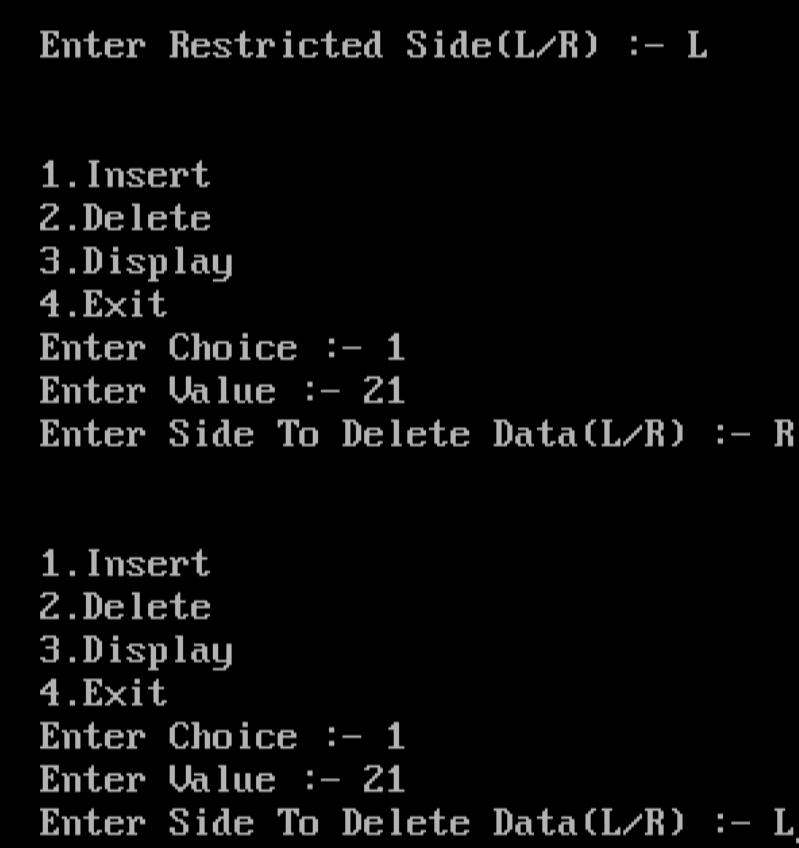 Enter Restricted Side(L/R) :- L
1.Insert
2.Delete
3.Display
4.Exit
Enter Choice :- 1
Enter Value :- 21
Enter Side To Delete Data(L/R) :- R
1.Insert
2.Delete
3.Display
4.Exit
Enter Choice :- 1
Enter Value :- 21
Enter Side To Delete Data(L/R) :- L